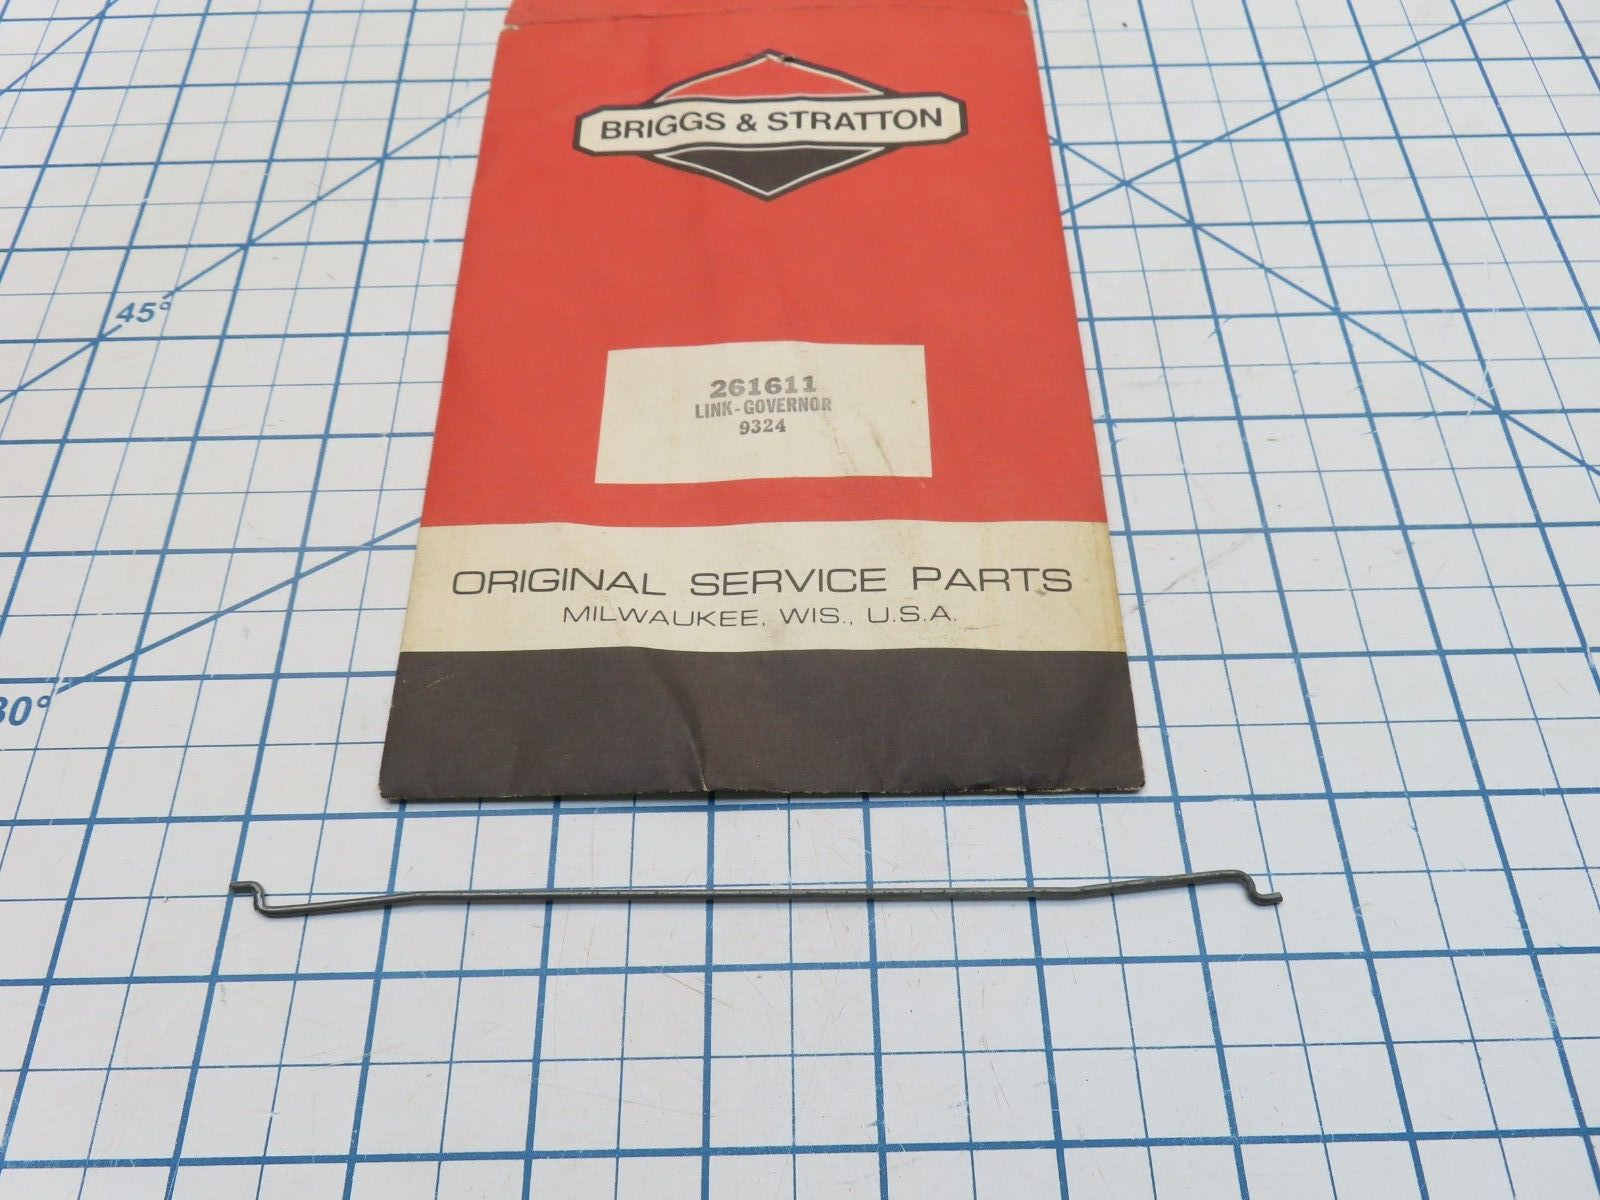 BRIGGS & STRATTON
45°
261611
LINK-GOVERNOR
9324
ORIGINAL SERVICE PARTS
MILWAUKEE, WIS., U.S.A.
30°